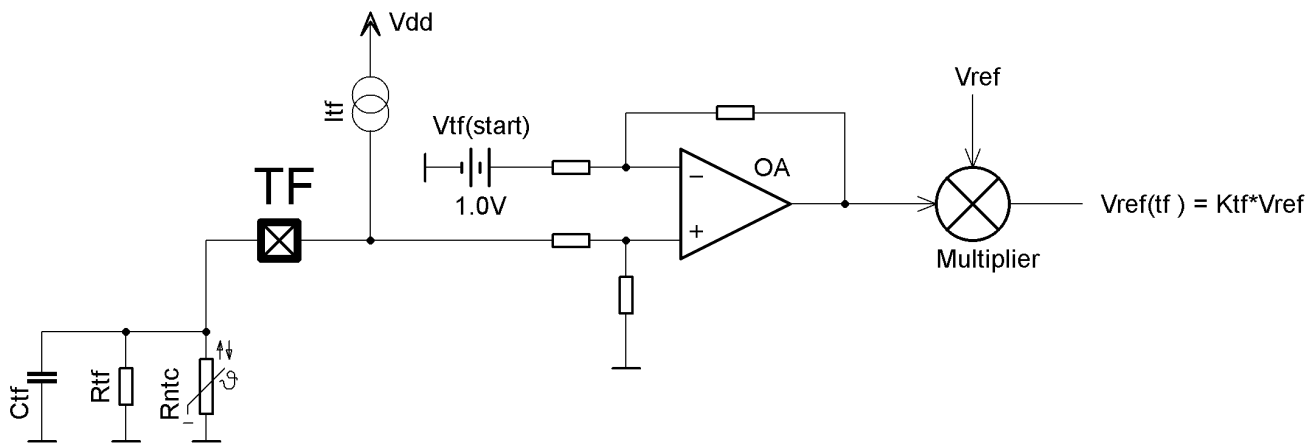 Vdd
Itf
Vref
Vtf(start)
OA
TF
−
1.0V
+
Vref(tf ) = Ktf*Vref
Multiplier
Ctf
Rtf
Rntc
ϑ
−